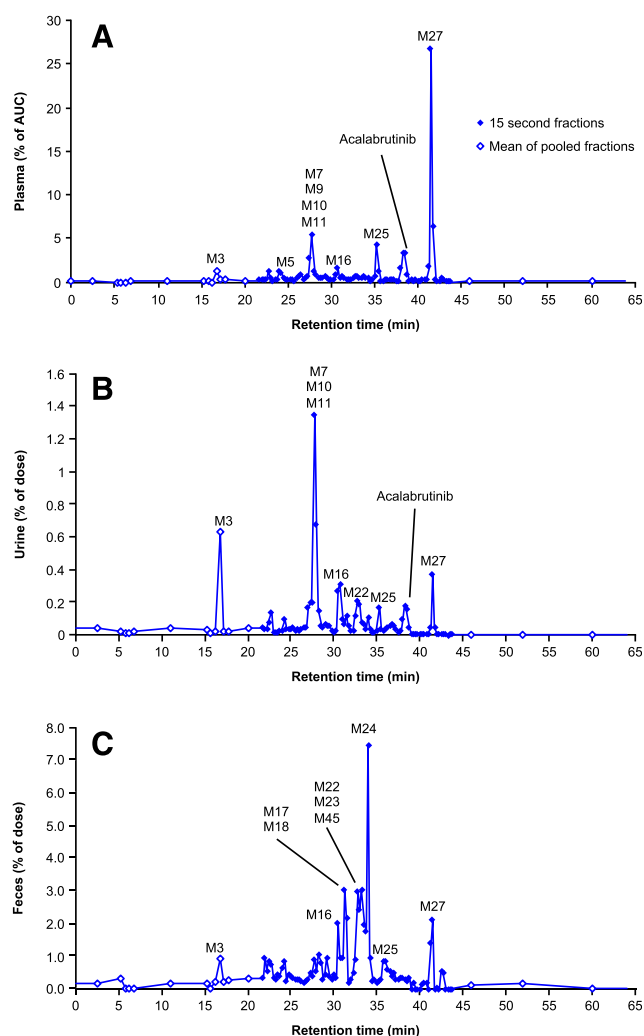 A
30
25
20
15
10
5
0
Plasma (% of AUC)
M27
15 second fractions
Mean of pooled fractions
Acalabrutinib
M7
M9
M10
M11
M3
M5
M16
M25
0 5 10 15 20 25 30 35 40 45 50 55 60 65
Retention time (min)
B
1.6
1.4
1.2
1
0.8
0.6
0.4
0.2
0
Urine (% of dose)
M7
M10
M11
Acalabrutinib
M3
M16
M22
M25
M27
0 5 10 15 20 25 30 35 40 45 50 55 60 65
Retention time (min)
C
8.0
7.0
6.0
5.0
4.0
3.0
2.0
1.0
0.0
Feces (% of dose)
M24
M22
M23
M45
M17
M18
M16
M27
M3
M25
0 5 10 15 20 25 30 35 40 45 50 55 60 65
Retention time (min)